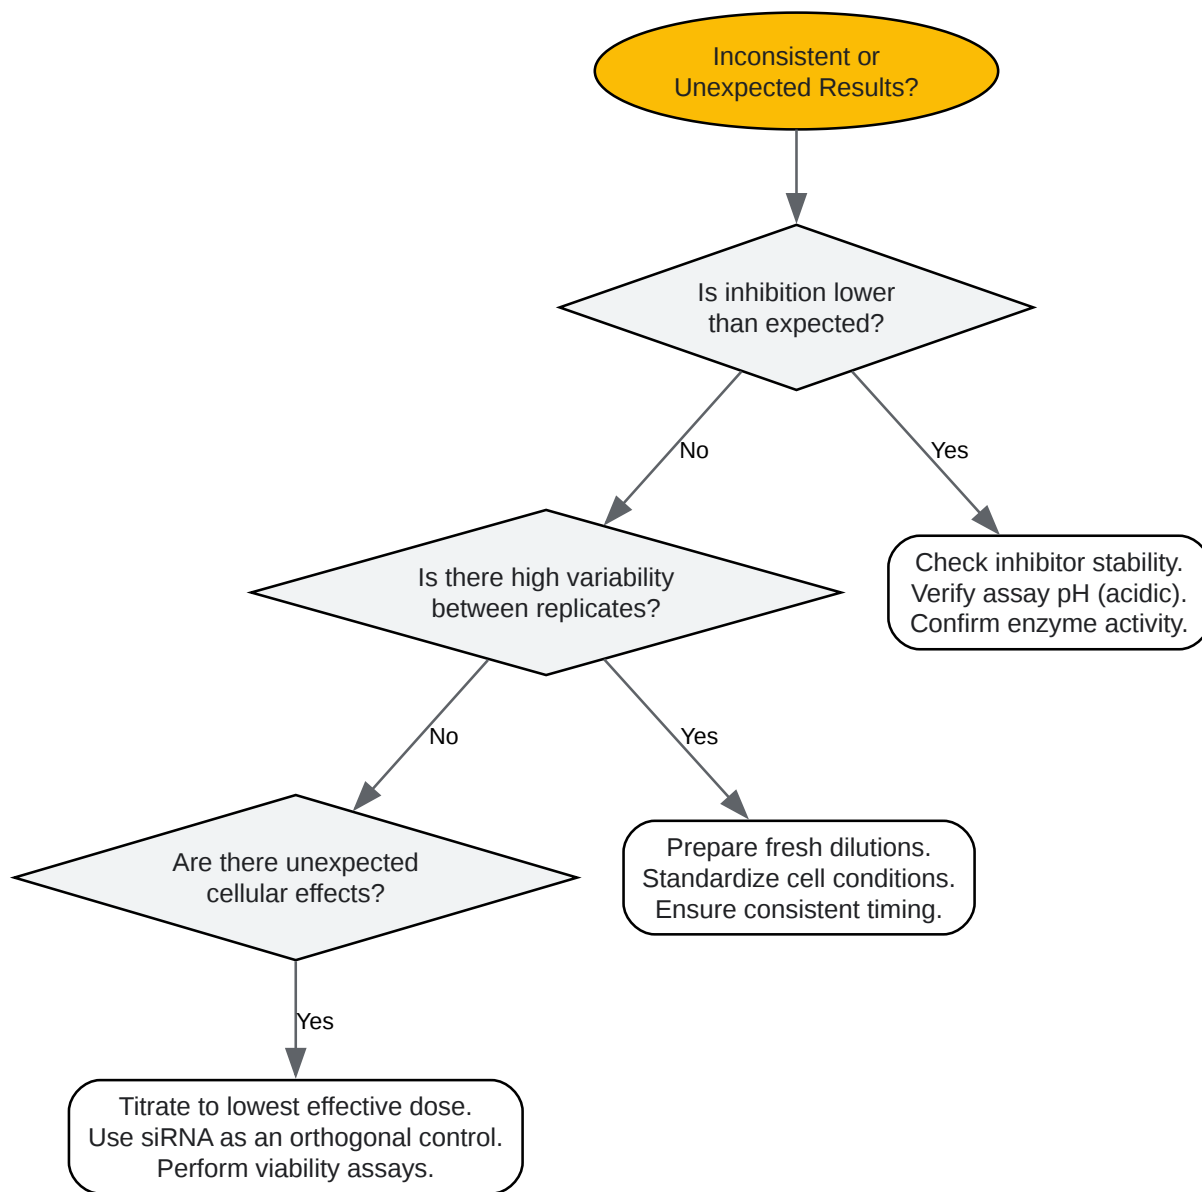 Inconsistent or
Unexpected Results?
Is inhibition lower
than expected?
No
Yes
Is there high variability
between replicates?
Check inhibitor stability.
Verify assay pH (acidic).
Confirm enzyme activity.
No
Yes
Are there unexpected
cellular effects?
Prepare fresh dilutions.
Standardize cell conditions.
Ensure consistent timing.
Yes
Titrate to lowest effective dose.
Use siRNA as an orthogonal control.
Perform viability assays.